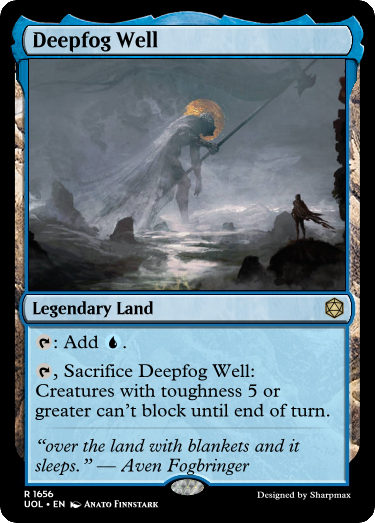 Deepfog Well
Legendary Land
: Add .
, Sacrifice Deepfog Well:
Creatures with toughness 5 or
greater can't block until end of turn.
“over the land with blankets and it
sleeps.” — Aven Fogbringer
R 1656
UOL • EN Anato Finnstark
Designed by Sharpmax